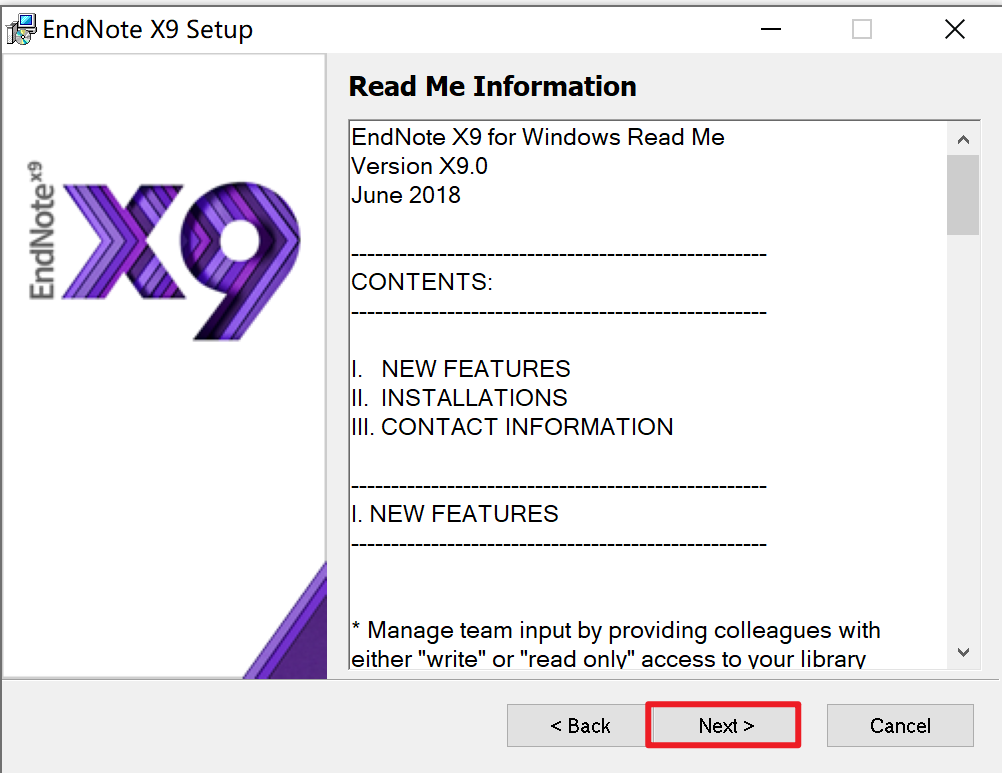 EndNote X9 Setup
EndNote x9
X9
Read Me Information
EndNote X9 for Windows Read Me
Version X9.0
June 2018
----------------------------------------------------
CONTENTS:
----------------------------------------------------
I. NEW FEATURES
II. INSTALLATIONS
III. CONTACT INFORMATION
----------------------------------------------------
I. NEW FEATURES
----------------------------------------------------
* Manage team input by providing colleagues with
either "write" or "read only" access to your library
< Back
Next >
Cancel